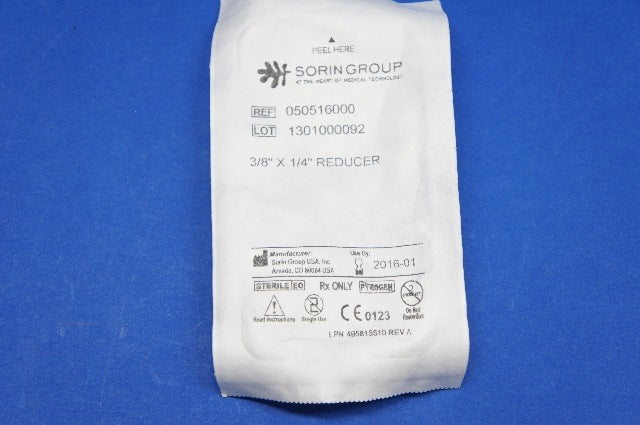 PEEL HERE
SORIN GROUP
AT THE HEART OF MEDICAL TECHNOLOGY
REF 050516000
LOT 1301000092
3/8" X 1/4" REDUCER
Manufacturer:
Sorin Group USA, Inc.
Arvada, CO 80004 USA
Use By:
2016-01
STERILE EO Rx ONLY PYROGEN
Read Instructions
Single Use
CE 0123
Do Not
Resterilize
LPN 495815510 REV A